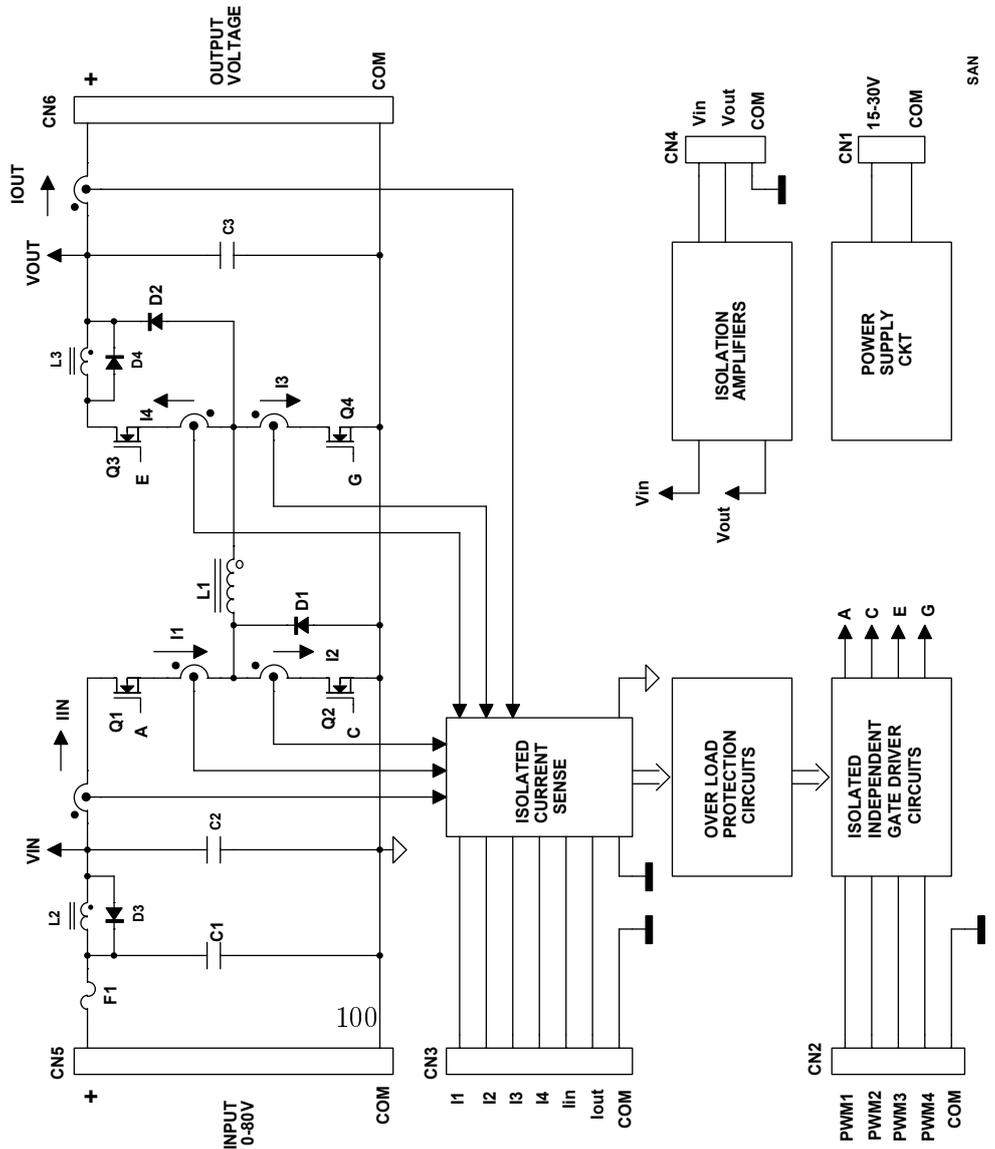 CN5
+
INPUT
0-80V
COM
F1
C1
L2
D3
VIN
C2
IIN
Q1
A
I1
Q2
C
I2
D1
L1
Q3
E
I4
Q4
G
I3
L3
D4
D2
VOUT
C3
IOUT
CN6
+
OUTPUT
VOLTAGE
COM
100
CN3
I1
I2
I3
I4
Iin
Iout
COM
ISOLATED
CURRENT
SENSE
OVER LOAD
PROTECTION
CIRCUITS
CN2
PWM1
PWM2
PWM3
PWM4
COM
ISOLATED
INDEPENDENT
GATE DRIVER
CIRCUITS
A
C
E
G
Vin
Vout
ISOLATION
AMPLIFIERS
CN4
Vin
Vout
COM
POWER
SUPPLY
CKT
CN1
15-30V
COM
SAN